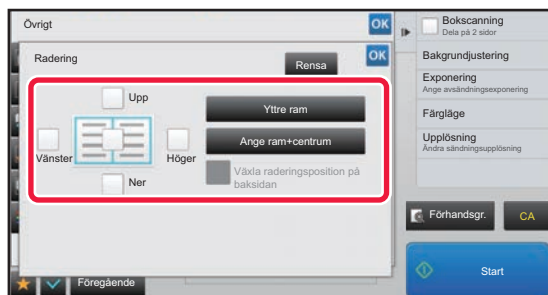 Övrigt
OK
Radering
Rensa
OK
Upp
Vänster
Höger
Ner
Yttre ram
Ange ram+centrum
Växla raderingsposition på
baksidan
Föregående
Bokscanning
Dela på 2 sidor
Bakgrundjustering
Exponering
Ange avsändningsexponering
Färgläge
Upplösning
Ändra sändningsupplösning
Förhandsgr.
CA
Start